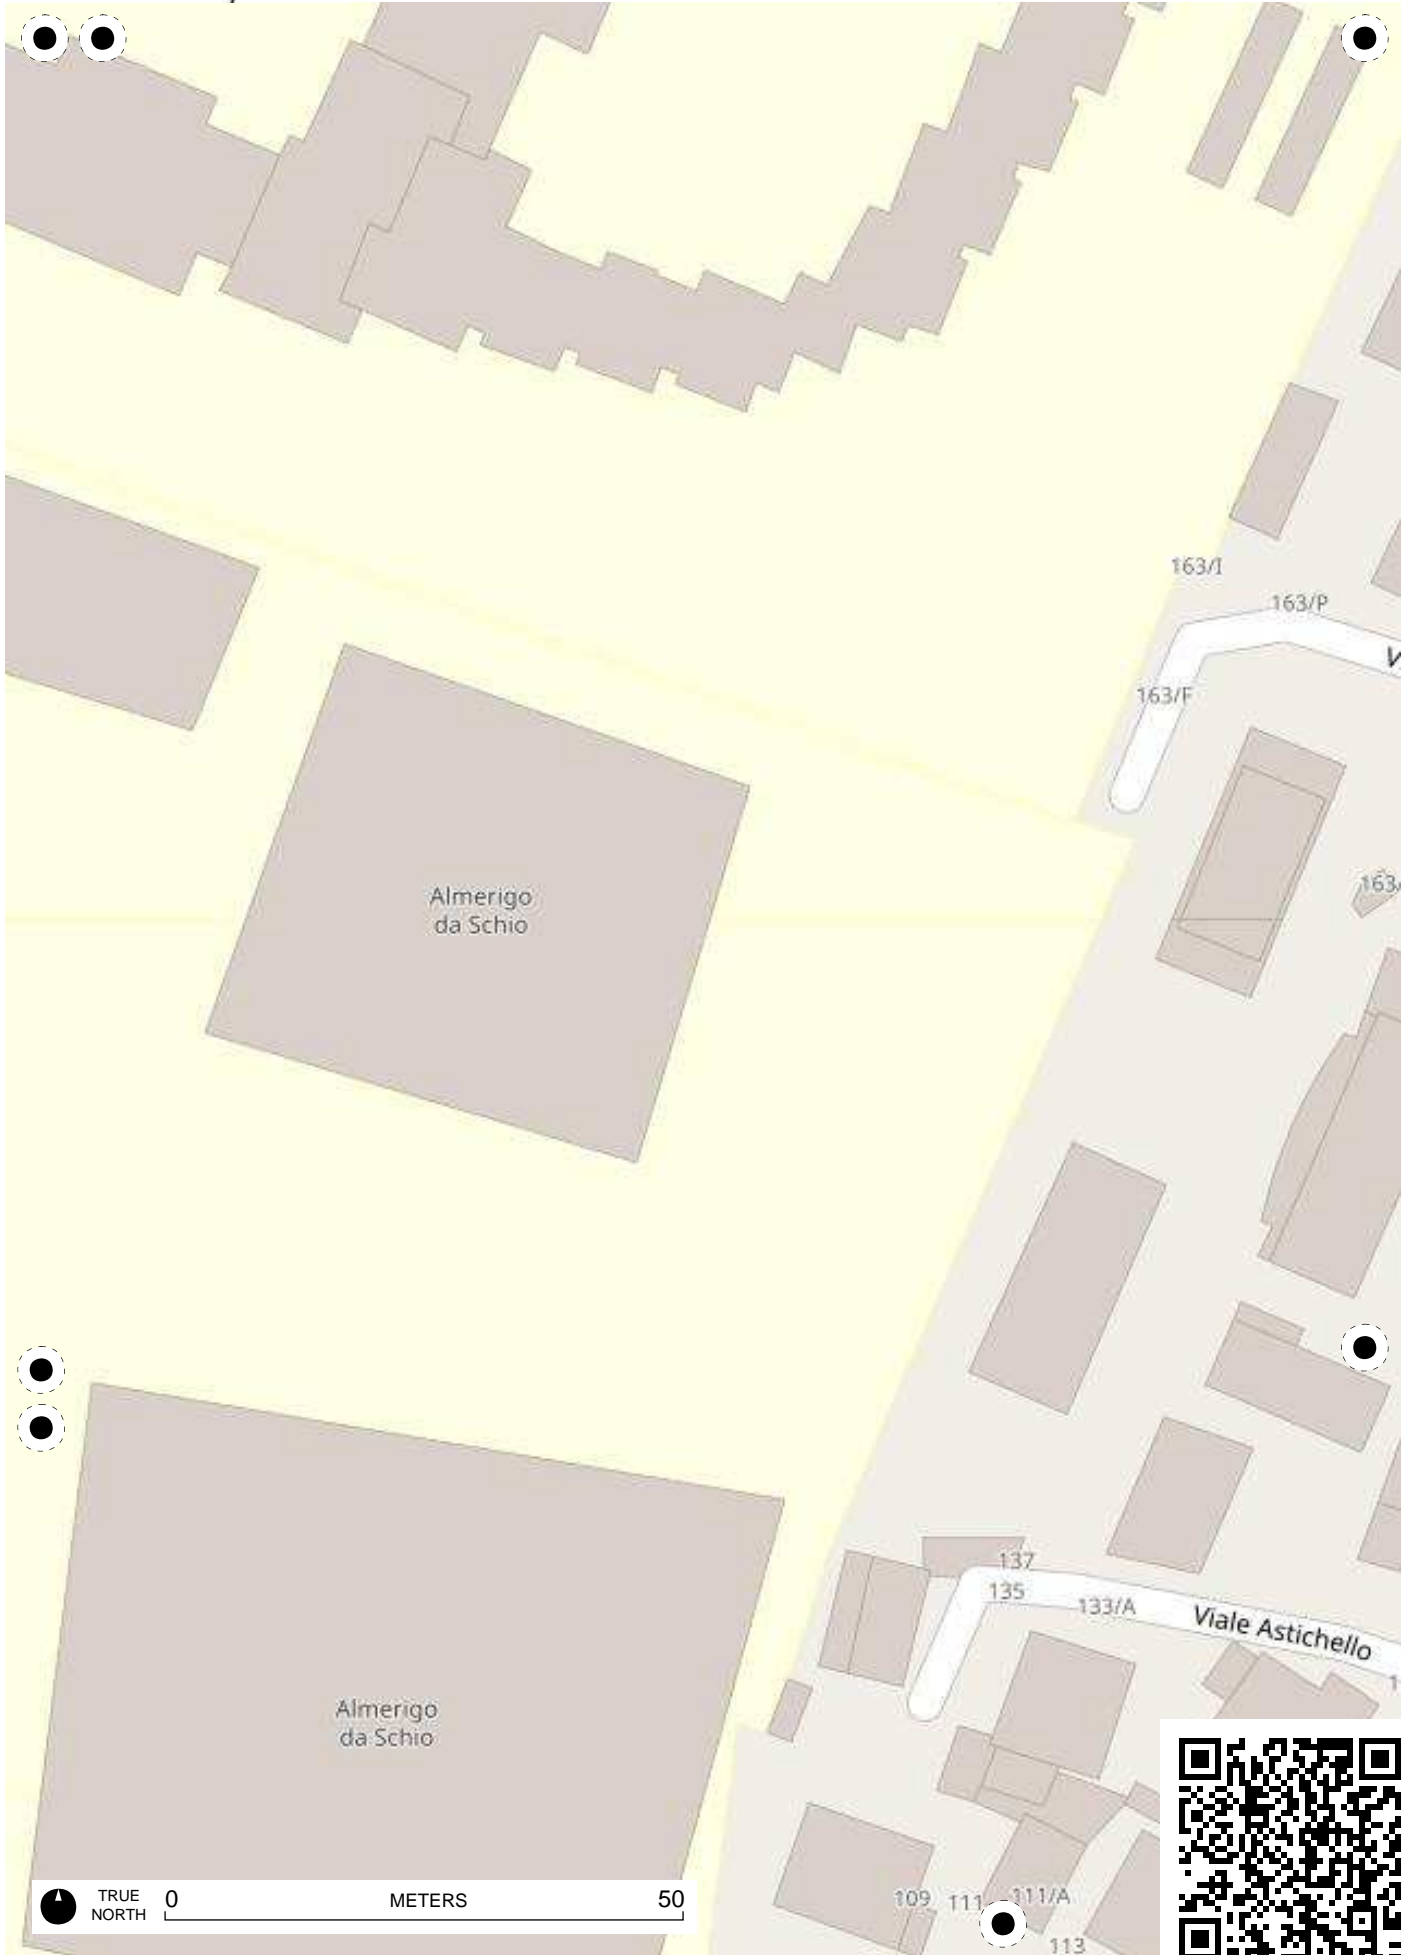 163/I
163/P
163/F
Almerigo
da Schio
137
135
133/A
Viale Astichello
Almerigo
da Schio
TRUE
NORTH
0
METERS
50
109
111
111/A
113